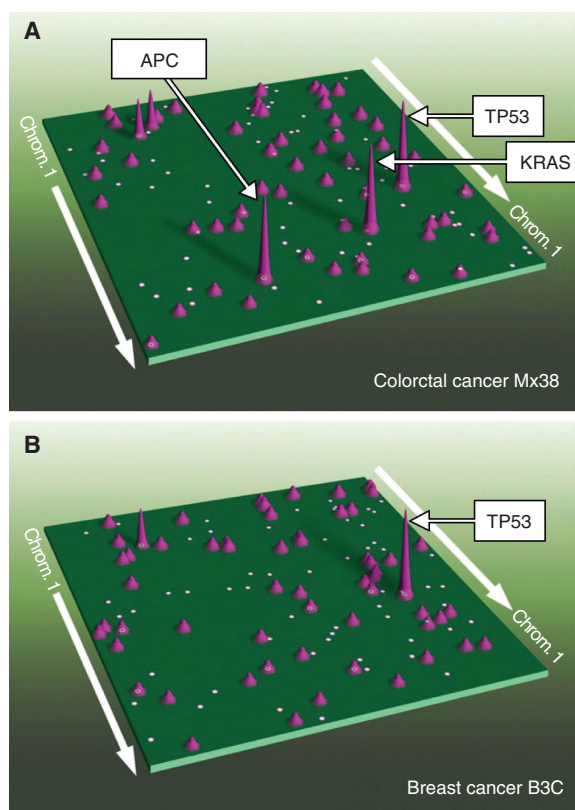 A
APC
TP53
KRAS
Chrom. 1
Chrom. 1
Colorctal cancer Mx38
B
TP53
Chrom. 1
Chrom. 1
Breast cancer B3C